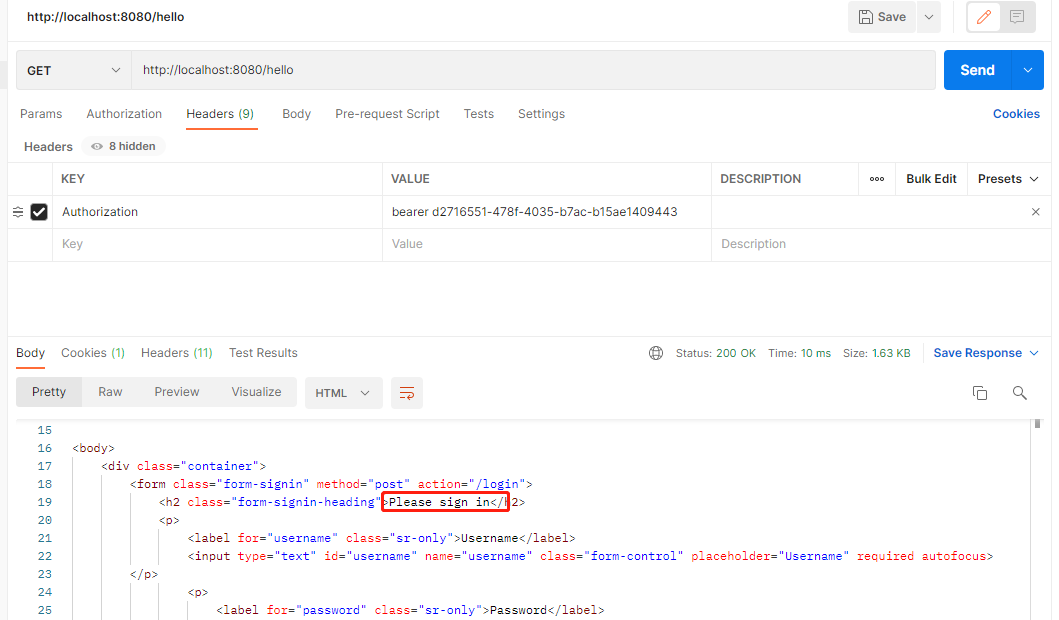 http://localhost:8080/hello
Save
GET
http://localhost:8080/hello
Send
Params Authorization Headers (9) Body Pre-request Script Tests Settings Cookies
Headers 8 hidden
KEY VALUE DESCRIPTION ooo Bulk Edit Presets
Authorization bearer d2716551-478f-4035-b7ac-b15ae1409443
Key Value Description
Body Cookies (1) Headers (11) Test Results Status: 200 OK Time: 10 ms Size: 1.63 KB Save Response
Pretty Raw Preview Visualize HTML
15
16 <body>
17 <div class="container">
18 <form class="form-signin" method="post" action="/login">
19 <h2 class="form-signin-heading">Please sign in</h2>
20 <p>
21 <label for="username" class="sr-only">Username</label>
22 <input type="text" id="username" name="username" class="form-control" placeholder="Username" required autofocus>
23 </p>
24 <p>
25 <label for="password" class="sr-only">Password</label>